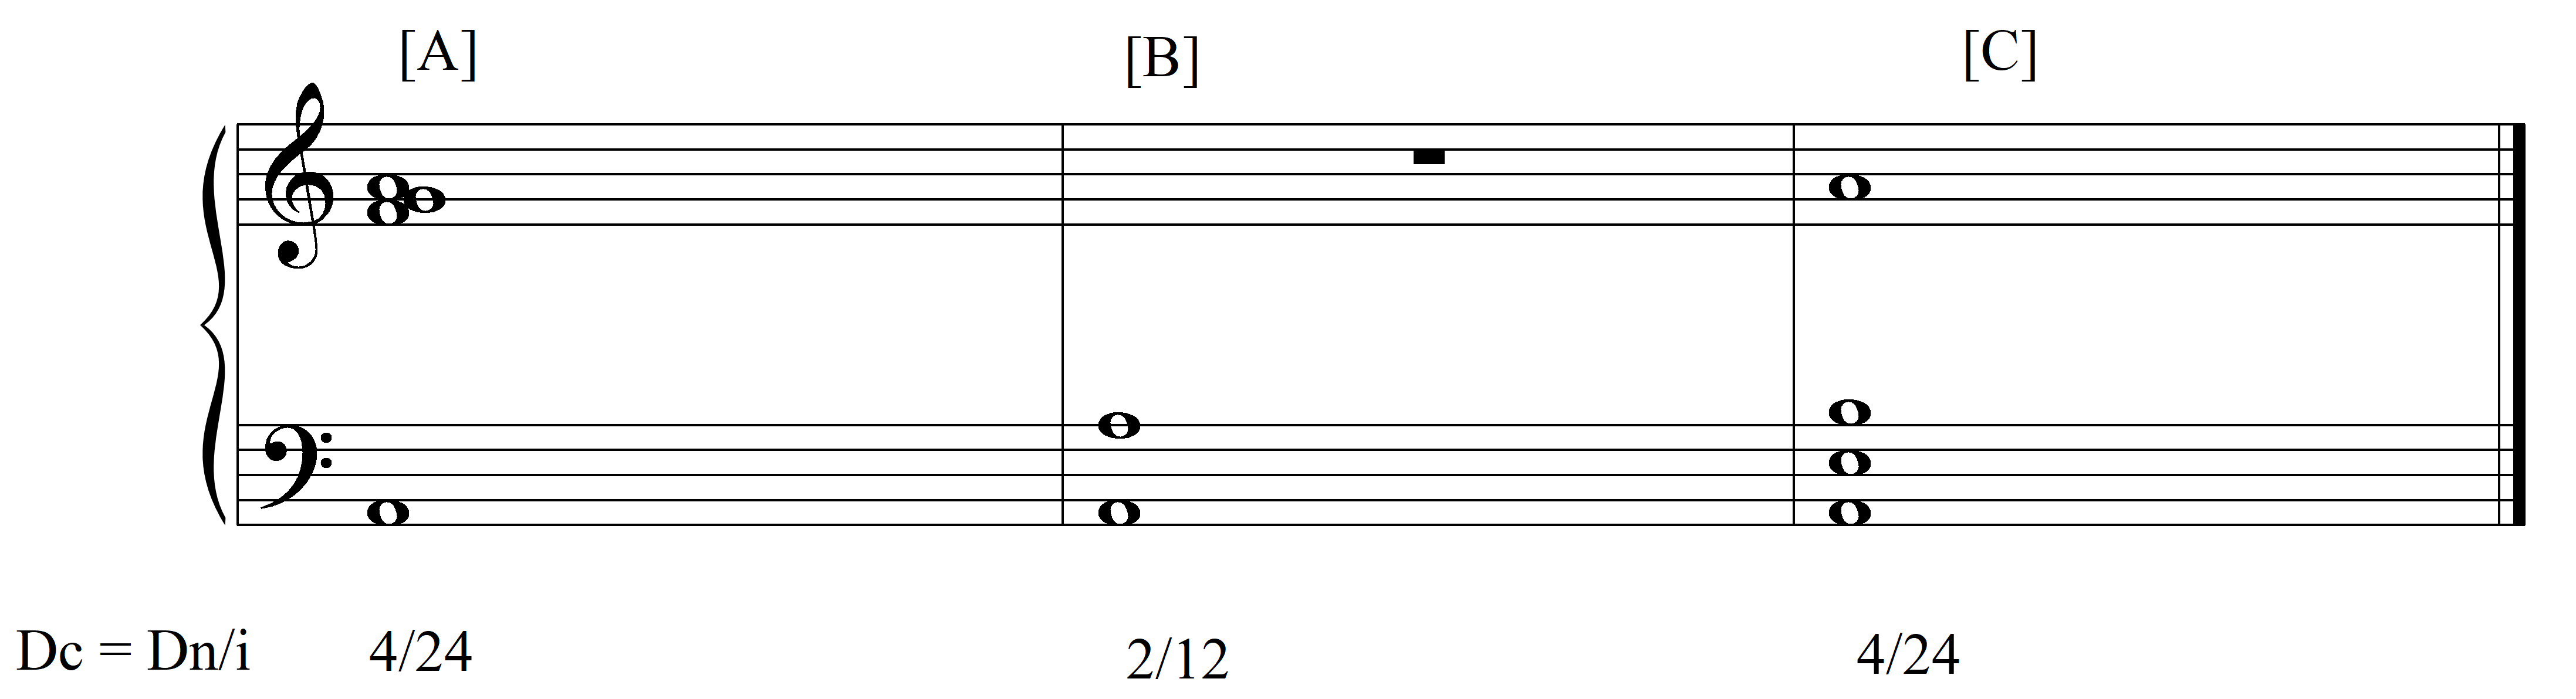 [A] [B] [C]
Dc = Dn/i 4/24 2/12 4/24